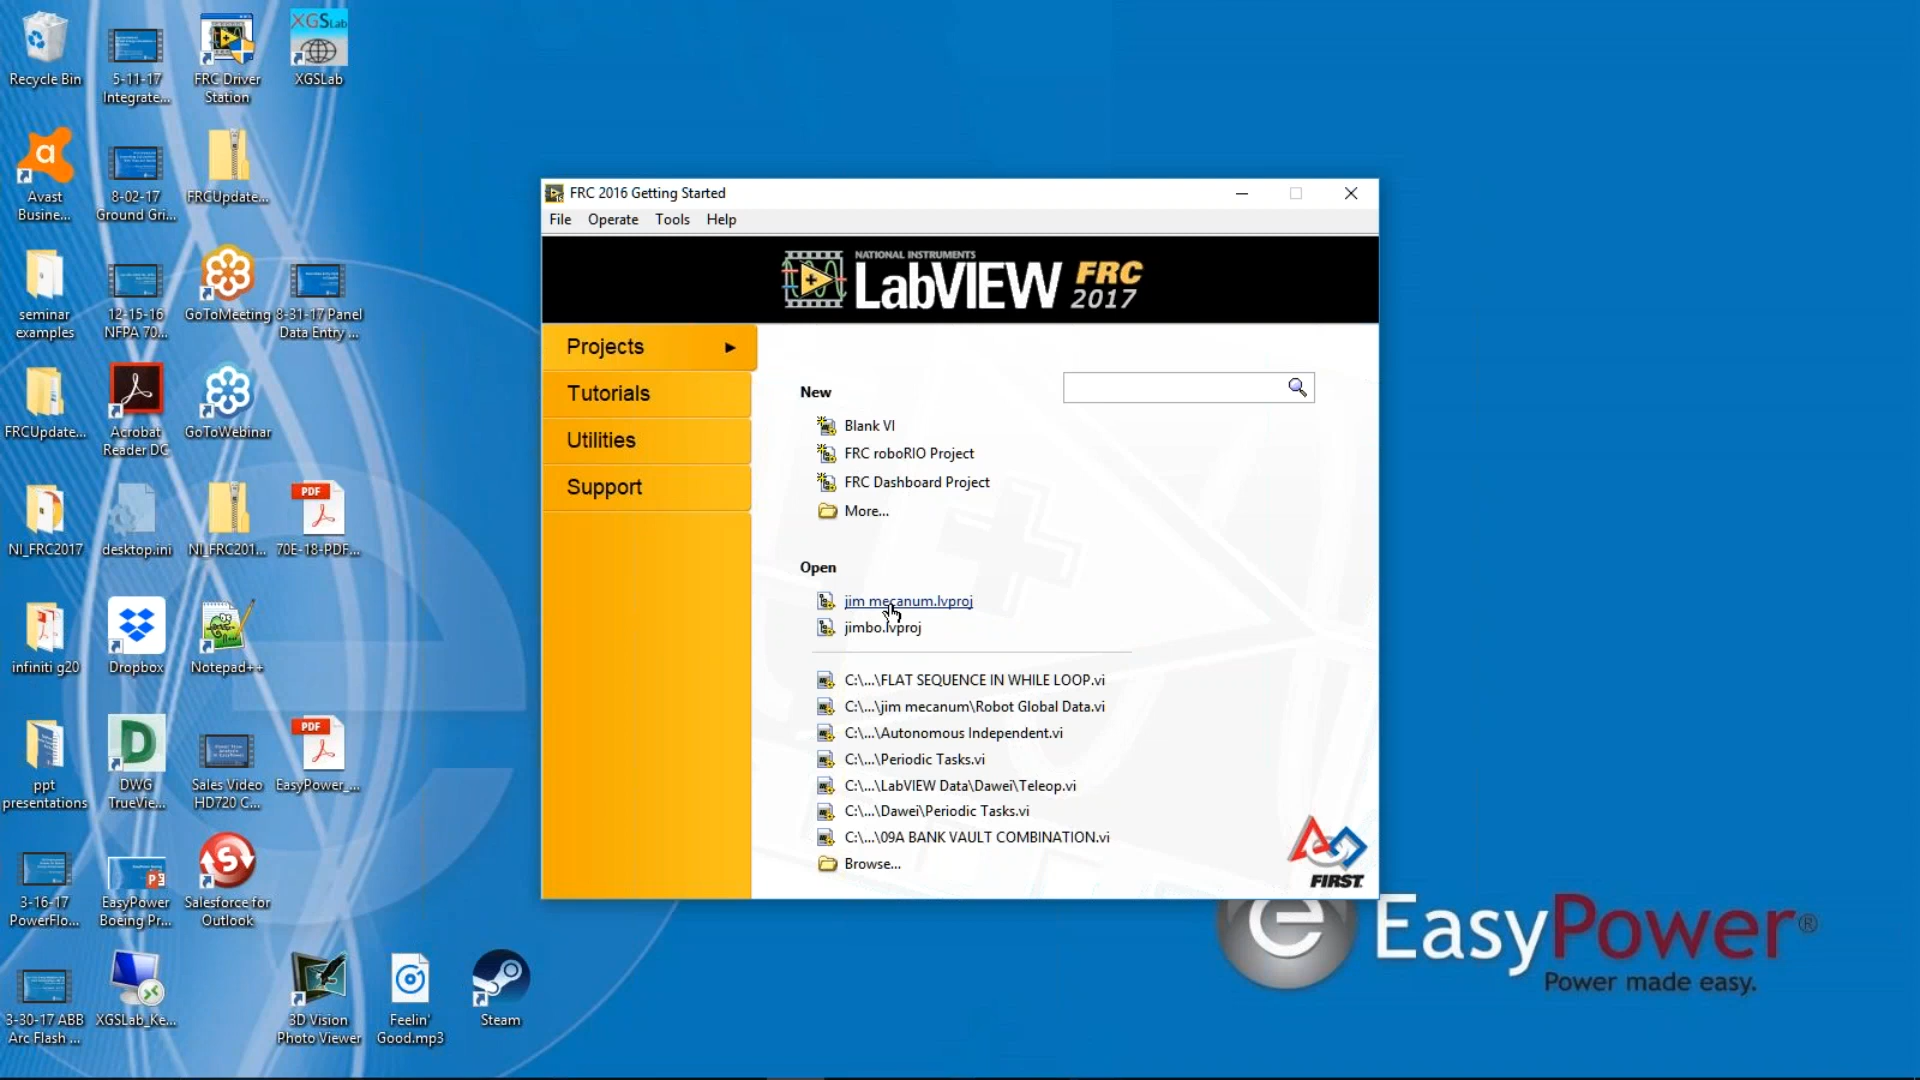 Recycle Bin
5-11-17
Integrate...
FRC Driver
Station
XGSLab
XGSLab
Avast
Busine...
8-02-17
Ground Gri...
FRCUpdate...
seminar
examples
12-15-16
NFPA 70...
GoToMeeting
8-31-17 Panel
Data Entry ...
FRCUpdate...
Acrobat
Reader DC
GoToWebinar
NI_FRC2017
desktop.ini
NI_FRC201...
PDF
70E-18-PDF...
infiniti g20
Dropbox
Notepad++
ppt
presentations
DWG
TrueVie...
Sales Video
HD720 C...
PDF
EasyPower_...
3-16-17
PowerFlo...
EasyPower
Boeing Pr...
Salesforce for
Outlook
3-30-17 ABB
Arc Flash ...
XGSLab_Ke...
3D Vision
Photo Viewer
Feelin'
Good.mp3
Steam
FRC 2016 Getting Started
File Operate Tools Help
NATIONAL INSTRUMENTS
LabVIEW FRC
2017
Projects
Tutorials
Utilities
Support
New
Blank VI
FRC roboRIO Project
FRC Dashboard Project
More...
Open
jim mecanum.lvproj
jimbo.lvproj
C:\...\FLAT SEQUENCE IN WHILE LOOP.vi
C:\...\jim mecanum\Robot Global Data.vi
C:\...\Autonomous Independent.vi
C:\...\Periodic Tasks.vi
C:\...\LabVIEW Data\Dawei\Teleop.vi
C:\...\Dawei\Periodic Tasks.vi
C:\...\09A BANK VAULT COMBINATION.vi
Browse...
FIRST
EasyPower®
Power made easy.